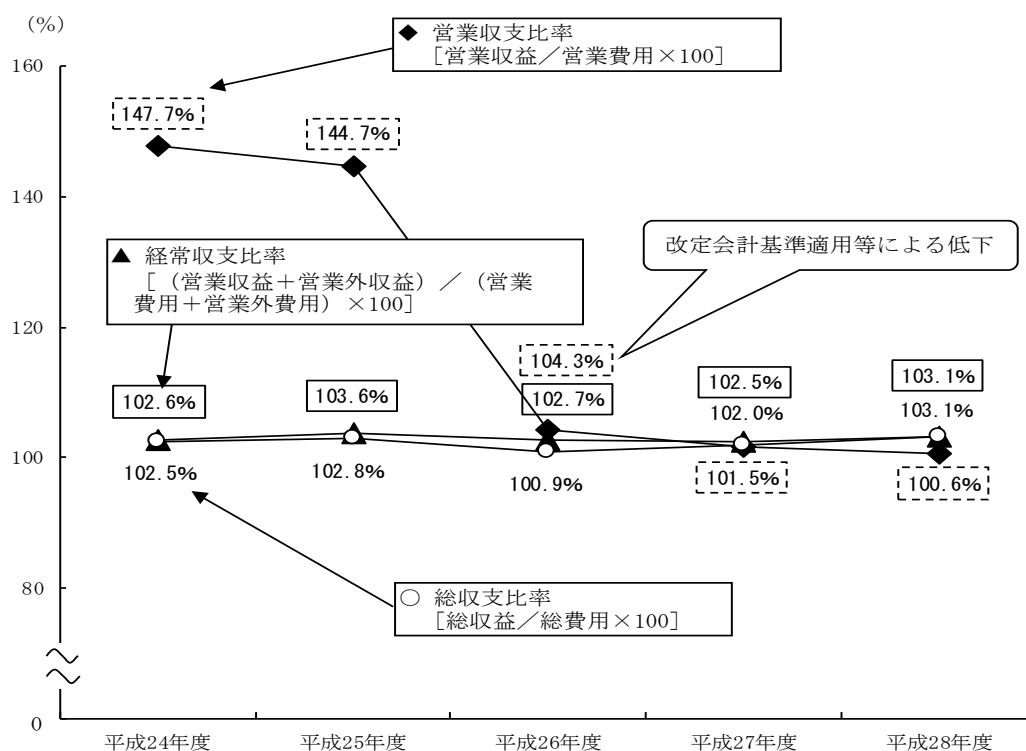 (%)
◆ 営業収支比率
［営業収益／営業費用×100］
160
147.7%
144.7%
140
▲ 経常収支比率
［（営業収益＋営業外収益）／（営業
費用＋営業外費用）×100］
改定会計基準適用等による低下
120
104.3%
102.6%
103.6%
102.7%
102.5%
103.1%
102.0%
103.1%
100
102.5%
102.8%
100.9%
101.5%
100.6%
80
○ 総収支比率
［総収益／総費用×100］
0
平成24年度
平成25年度
平成26年度
平成27年度
平成28年度